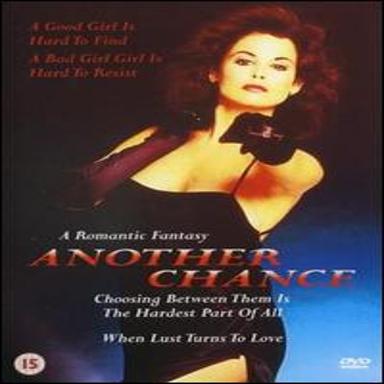 A Good Girl Is
Hard To Find
A Bad Girl Girl Is
Hard To Resist
A Romantic Fantasy
ANOTHER
CHANCE
Choosing Between Them Is
The Hardest Part Of All
When Lust Turns To Love
15
DVD
VIDEO